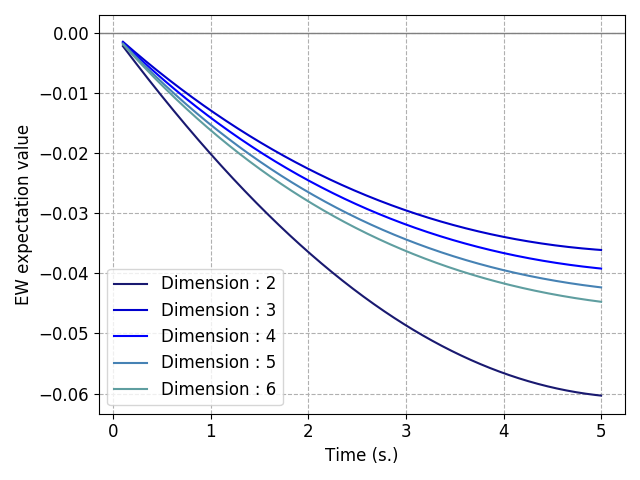 0.00
−0.01
−0.02
−0.03
−0.04
−0.05
−0.06
EW expectation value
Dimension : 2
Dimension : 3
Dimension : 4
Dimension : 5
Dimension : 6
0 1 2 3 4 5
Time (s.)